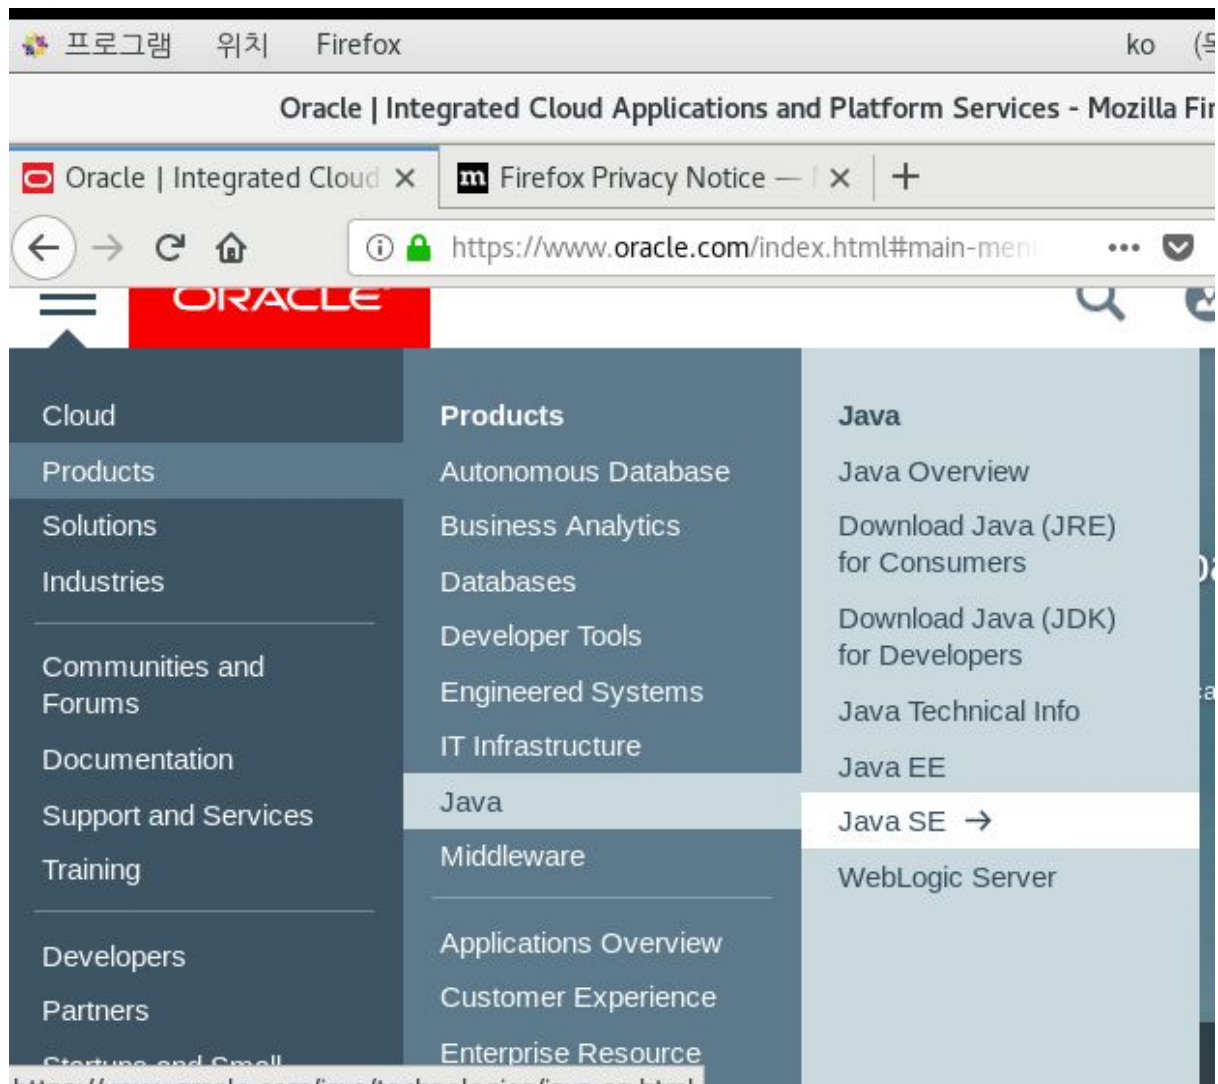 프로그램 위치 Firefox ko
Oracle | Integrated Cloud Applications and Platform Services - Mozilla
Oracle | Integrated Cloud
Firefox Privacy Notice —
https://www.oracle.com/index.html#main-men
ORACLE
Cloud
Products
Solutions
Industries
Communities and
Forums
Documentation
Support and Services
Training
Developers
Partners
Startups and Small
Products
Autonomous Database
Business Analytics
Databases
Developer Tools
Engineered Systems
IT Infrastructure
Java
Middleware
Applications Overview
Customer Experience
Enterprise Resource
Java
Java Overview
Download Java (JRE)
for Consumers
Download Java (JDK)
for Developers
Java Technical Info
Java EE
Java SE →
WebLogic Server